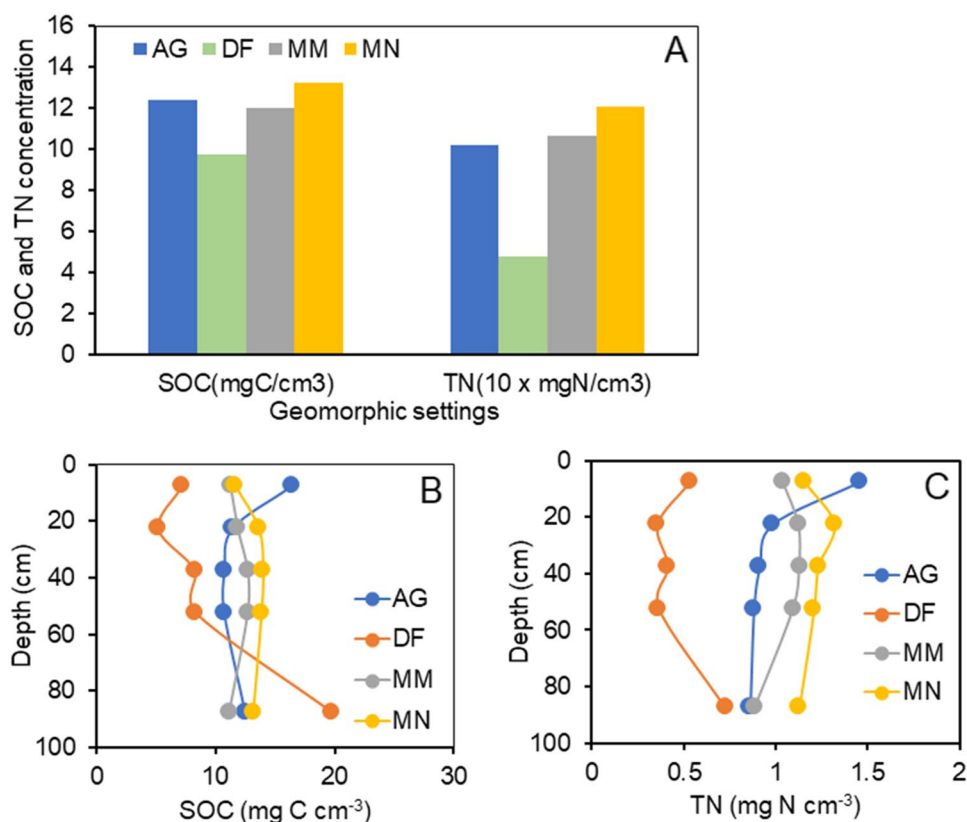 16
14
12
10
8
6
4
2
0
SOC and TN concentration
AG DF MM MN
A
SOC(mgC/cm3) TN(10 x mgN/cm3)
Geomorphic settings
0
20
40
60
80
100
Depth (cm)
B
AG
DF
MM
MN
0 10 20 30
SOC (mg C cm⁻³)
0
20
40
60
80
100
Depth (cm)
C
AG
DF
MM
MN
0 0.5 1 1.5 2
TN (mg N cm⁻³)